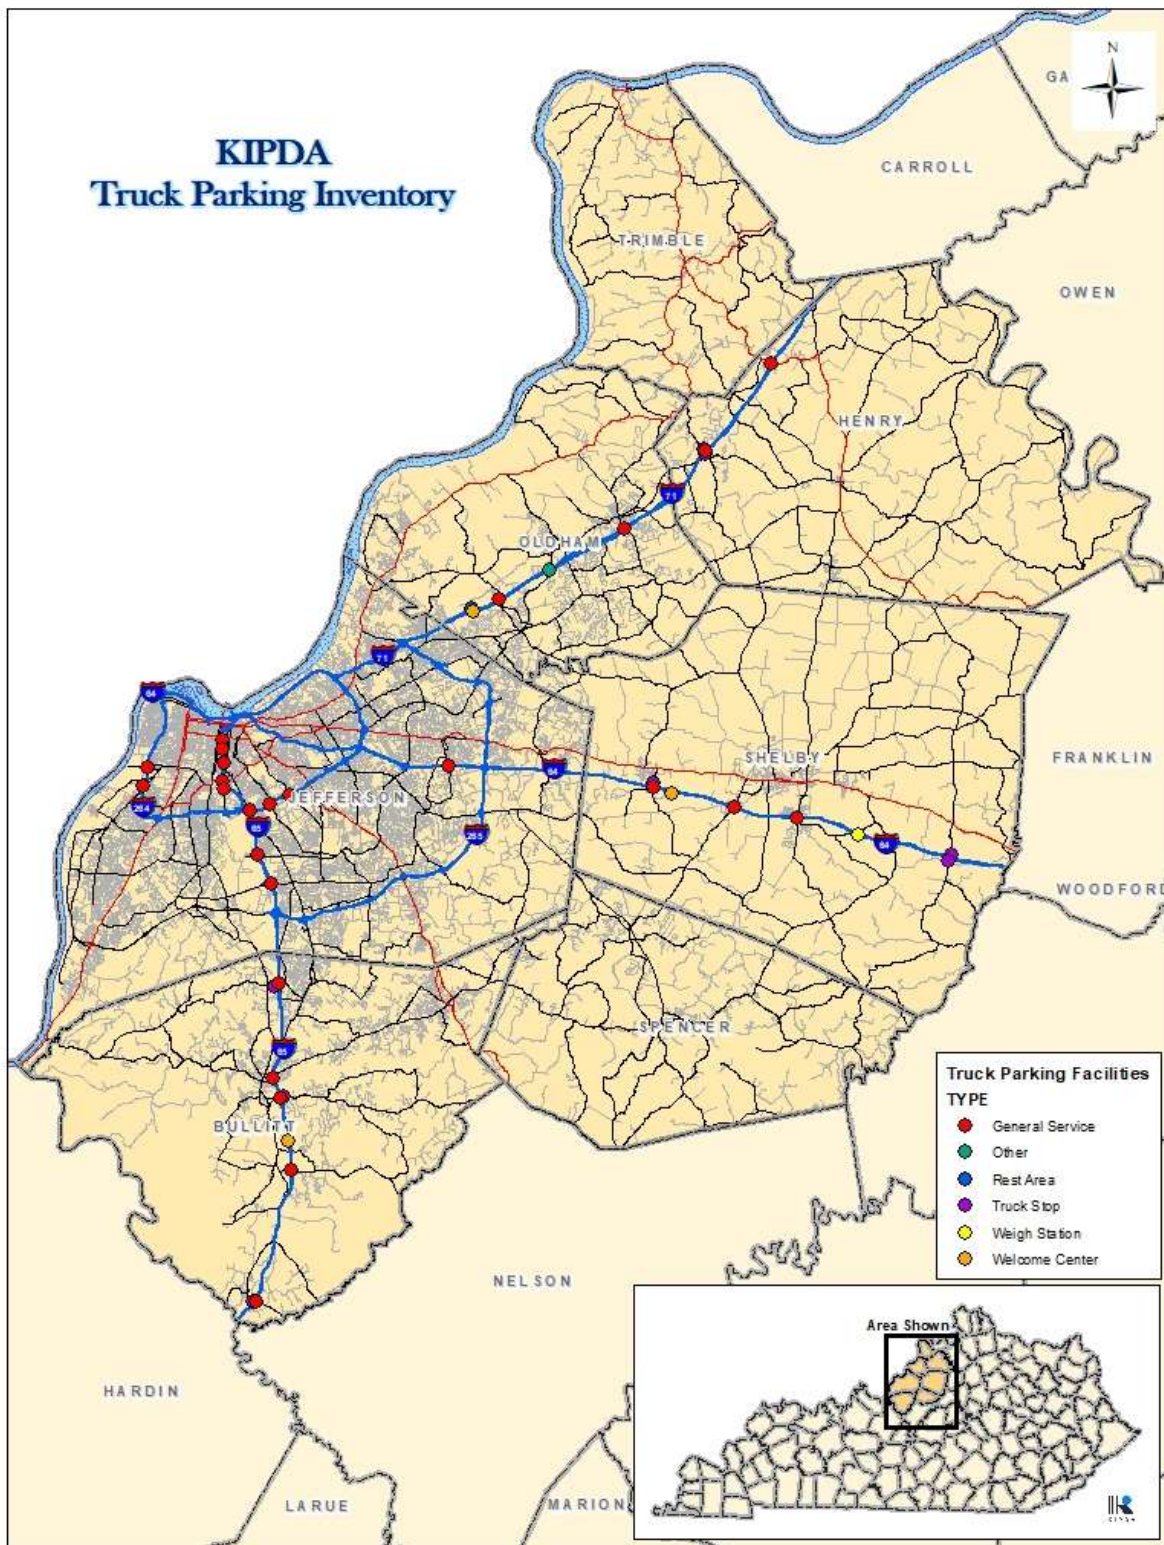 N
GA
KIPDA
Truck Parking Inventory
CARROLL
TRIMBLE
OWEN
HENRY
71
OLDHAM
71
64
SHELBY
FRANKLIN
64
JEFFERSON
264
65
265
64
WOODFORD
SPENCER
65
BULLITT
Truck Parking Facilities
TYPE
General Service
Other
Rest Area
Truck Stop
Weigh Station
Welcome Center
NELSON
Area Shown
HARDIN
LARUE
MARION